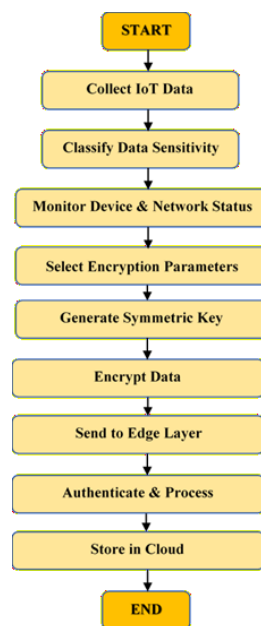 START
Collect IoT Data
Classify Data Sensitivity
Monitor Device & Network Status
Select Encryption Parameters
Generate Symmetric Key
Encrypt Data
Send to Edge Layer
Authenticate & Process
Store in Cloud
END